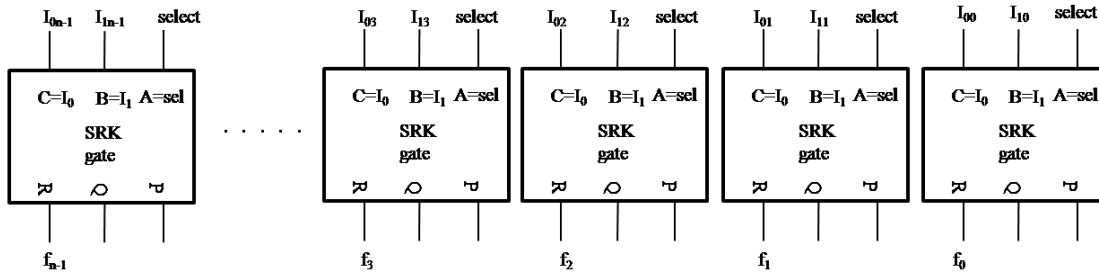 I₀ₙ₋₁ I₁ₙ₋₁ select I₀₃ I₁₃ select I₀₂ I₁₂ select I₀₁ I₁₁ select I₀₀ I₁₀ select
C=I₀ B=I₁ A=sel C=I₀ B=I₁ A=sel C=I₀ B=I₁ A=sel C=I₀ B=I₁ A=sel C=I₀ B=I₁ A=sel
SRK SRK SRK SRK SRK
gate . . . . . gate gate gate gate
R Q P R Q P R Q P R Q P R Q P
fₙ₋₁ f₃ f₂ f₁ f₀